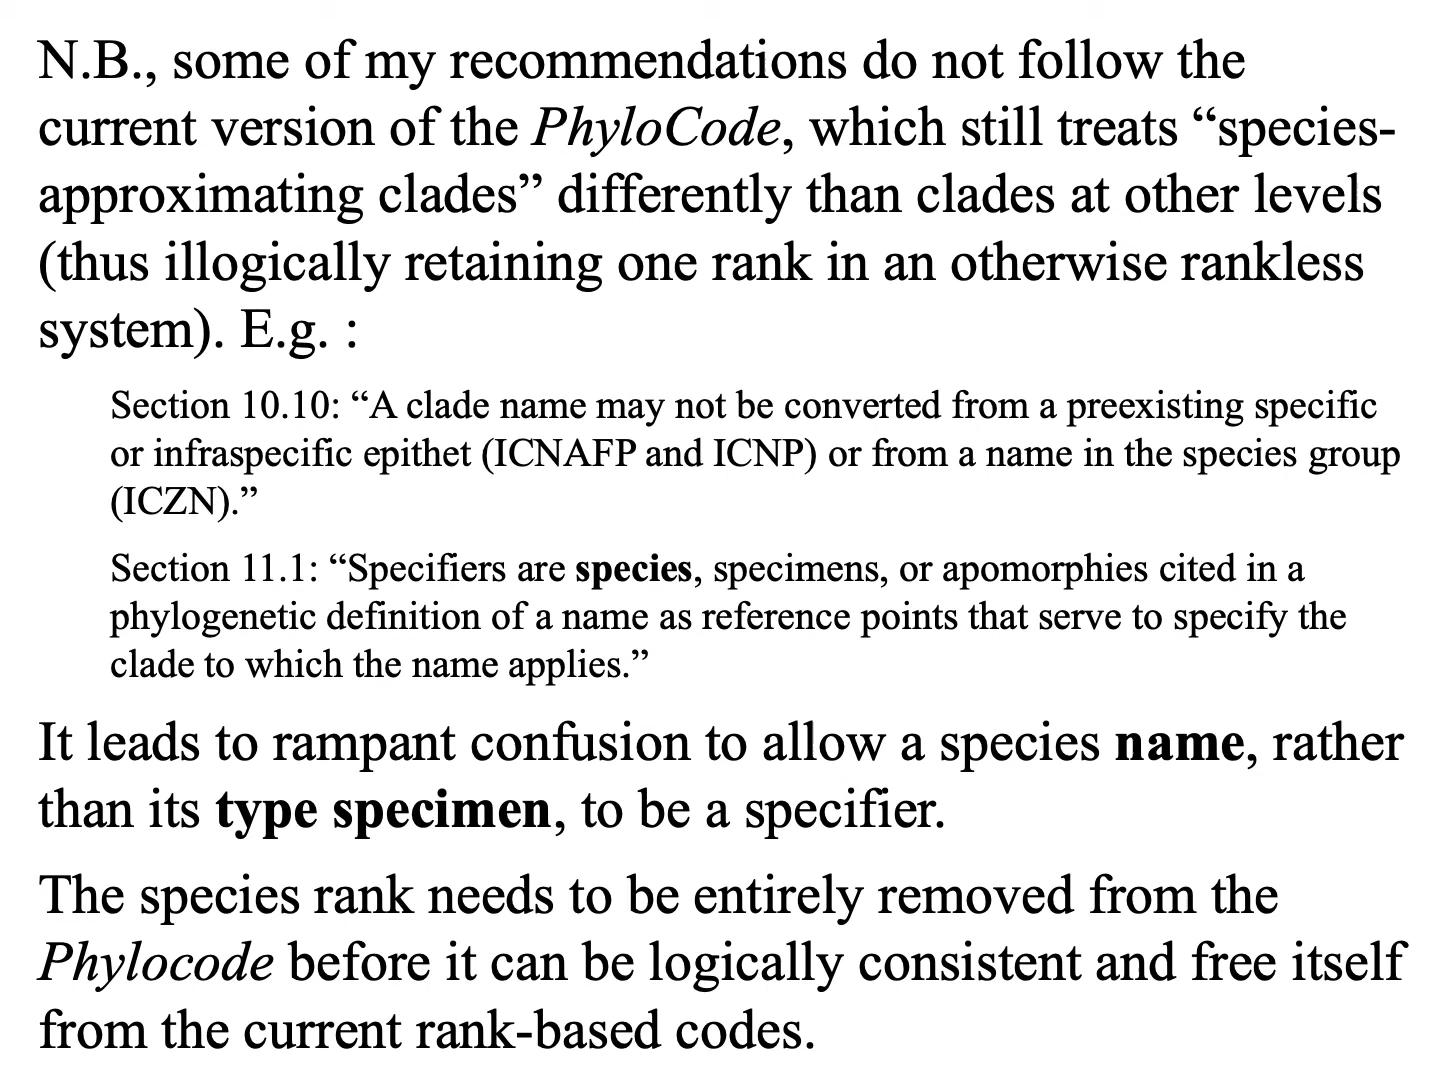 N.B., some of my recommendations do not follow the
current version of the PhyloCode, which still treats “species-
approximating clades” differently than clades at other levels
(thus illogically retaining one rank in an otherwise rankless
system). E.g. :
Section 10.10: “A clade name may not be converted from a preexisting specific
or infraspecific epithet (ICNAFP and ICNP) or from a name in the species group
(ICZN).”
Section 11.1: “Specifiers are species, specimens, or apomorphies cited in a
phylogenetic definition of a name as reference points that serve to specify the
clade to which the name applies.”
It leads to rampant confusion to allow a species name, rather
than its type specimen, to be a specifier.
The species rank needs to be entirely removed from the
Phylocode before it can be logically consistent and free itself
from the current rank-based codes.